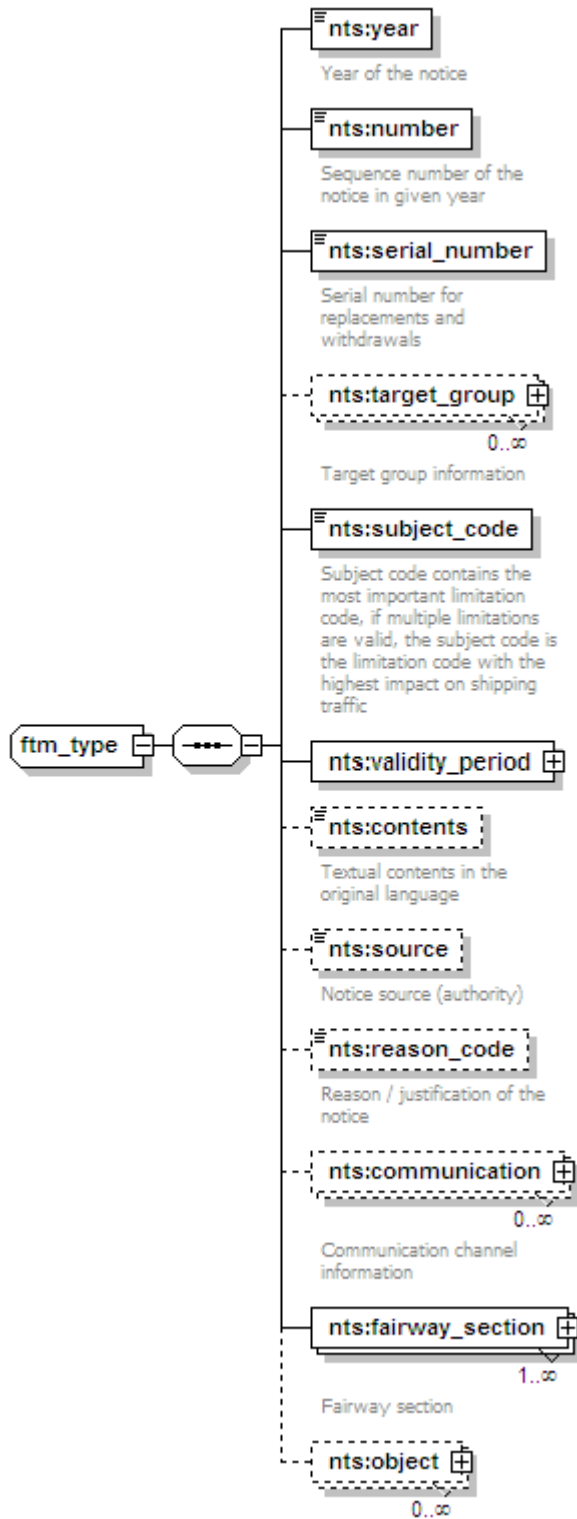 nts:year
Year of the notice
nts:number
Sequence number of the
notice in given year
nts:serial_number
Serial number for
replacements and
withdrawals
nts:target_group
0..∞
Target group information
nts:subject_code
Subject code contains the
most important limitation
code, if multiple limitations
are valid, the subject code is
the limitation code with the
highest impact on shipping
traffic
ftm_type
nts:validity_period
nts:contents
Textual contents in the
original language
nts:source
Notice source (authority)
nts:reason_code
Reason / justification of the
notice
nts:communication
0..∞
Communication channel
information
nts:fairway_section
1..∞
Fairway section
nts:object
0..∞